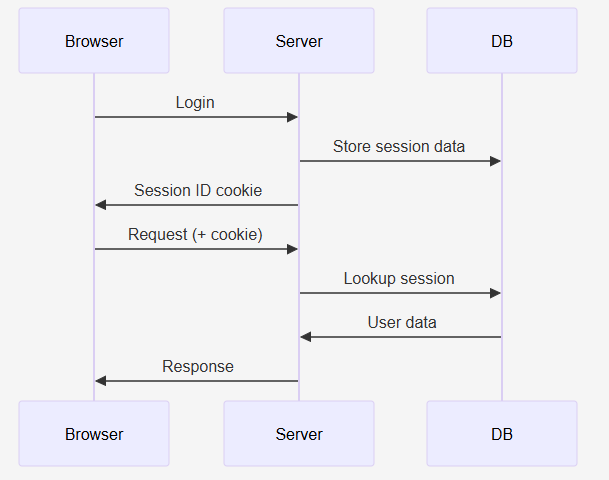 Browser
Server
DB
Login
Store session data
Session ID cookie
Request (+ cookie)
Lookup session
User data
Response
Browser
Server
DB